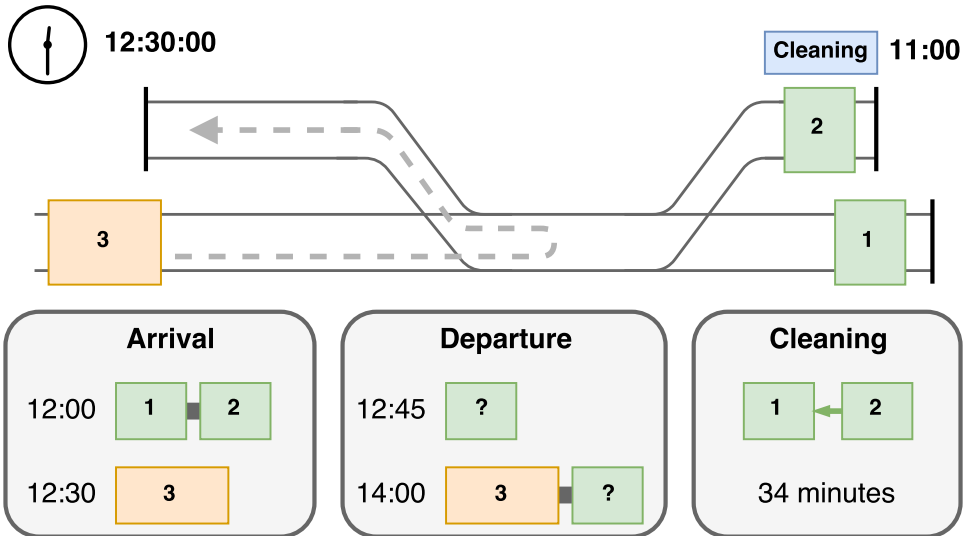 12:30:00
Cleaning 11:00
2
3
1
Arrival
12:00 1 2
12:30 3
Departure
12:45 ?
14:00 3 ?
Cleaning
1 2
34 minutes